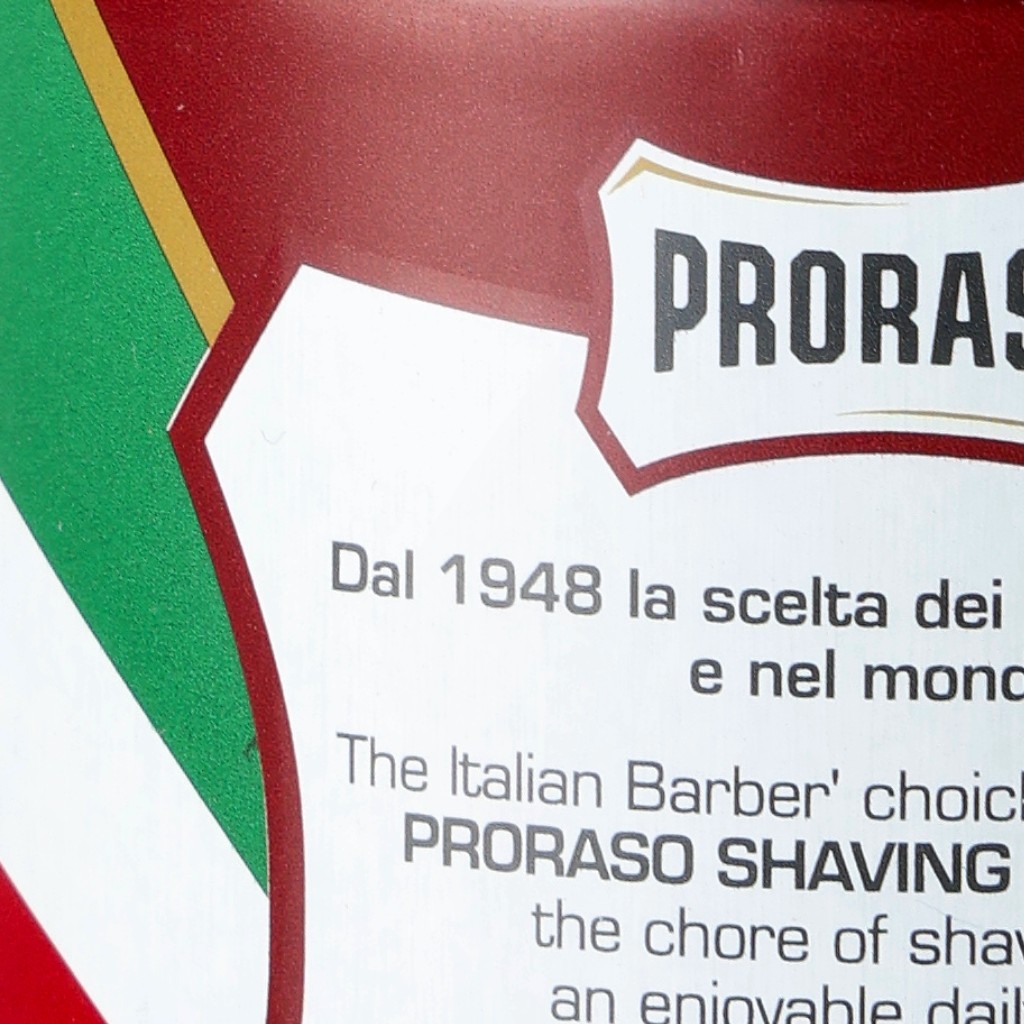 PRORAS
Dal 1948 la scelta dei
e nel mond
The Italian Barber' choic
PRORASO SHAVING
the chore of shav
an enjoyable dail